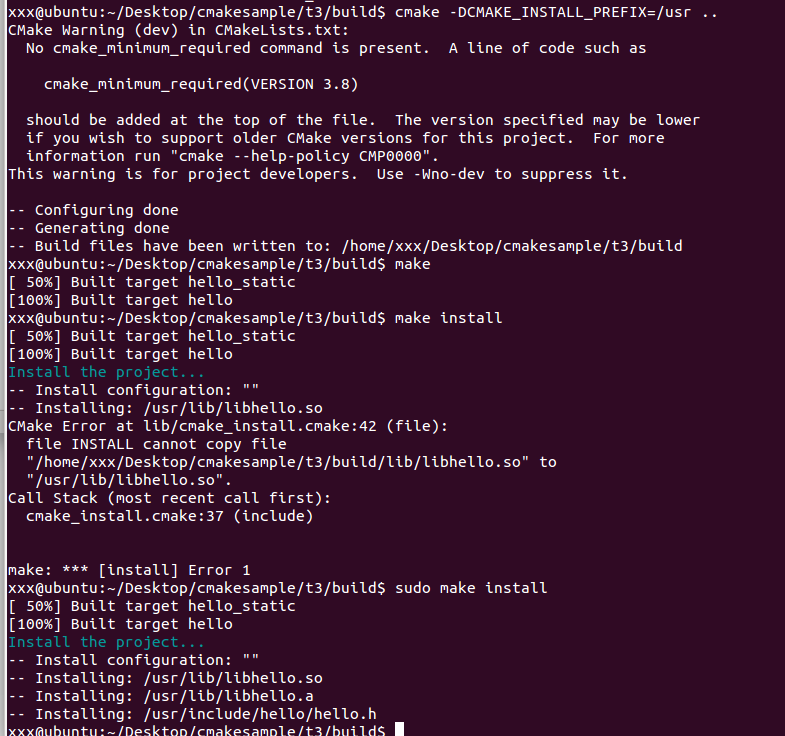 xxx@ubuntu:~/Desktop/cmakesample/t3/build$ cmake -DCMAKE_INSTALL_PREFIX=/usr ..
CMake Warning (dev) in CMakeLists.txt:
  No cmake_minimum_required command is present.  A line of code such as

    cmake_minimum_required(VERSION 3.8)

  should be added at the top of the file.  The version specified may be lower
  if you wish to support older CMake versions for this project.  For more
  information run "cmake --help-policy CMP0000".
This warning is for project developers.  Use -Wno-dev to suppress it.

-- Configuring done
-- Generating done
-- Build files have been written to: /home/xxx/Desktop/cmakesample/t3/build
xxx@ubuntu:~/Desktop/cmakesample/t3/build$ make
[ 50%] Built target hello_static
[100%] Built target hello
xxx@ubuntu:~/Desktop/cmakesample/t3/build$ make install
[ 50%] Built target hello_static
[100%] Built target hello
Install the project...
-- Install configuration: ""
-- Installing: /usr/lib/libhello.so
CMake Error at lib/cmake_install.cmake:42 (file):
  file INSTALL cannot copy file
  "/home/xxx/Desktop/cmakesample/t3/build/lib/libhello.so" to
  "/usr/lib/libhello.so".
Call Stack (most recent call first):
  cmake_install.cmake:37 (include)

make: *** [install] Error 1
xxx@ubuntu:~/Desktop/cmakesample/t3/build$ sudo make install
[ 50%] Built target hello_static
[100%] Built target hello
Install the project...
-- Install configuration: ""
-- Installing: /usr/lib/libhello.so
-- Installing: /usr/lib/libhello.a
-- Installing: /usr/include/hello/hello.h
xxx@ubuntu:~/Desktop/cmakesample/t3/build$